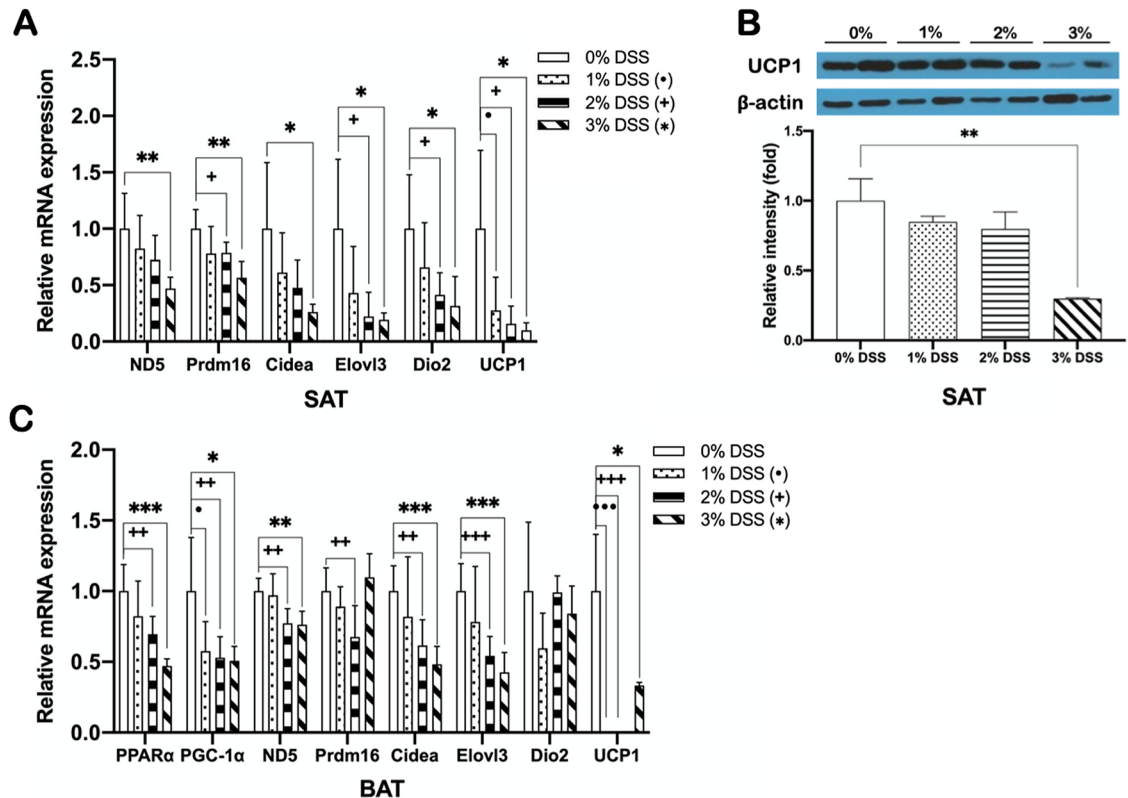 A
Relative mRNA expression
2.5
2.0
1.5
1.0
0.5
0.0
0% DSS
1% DSS (•)
2% DSS (+)
3% DSS (*)
** ** + * * + * + * + •
ND5 Prdm16 Cidea Elovl3 Dio2 UCP1
SAT
B
0% 1% 2% 3%
UCP1
β-actin
Relative intensity (fold)
1.5
1.0
0.5
0.0
**
0% DSS 1% DSS 2% DSS 3% DSS
SAT
C
Relative mRNA expression
2.0
1.5
1.0
0.5
0.0
0% DSS
1% DSS (•)
2% DSS (+)
3% DSS (*)
*** ++ * ++ • ** ++ ++ *** ++ *** +++ * +++ •••
PPARα PGC-1α ND5 Prdm16 Cidea Elovl3 Dio2 UCP1
BAT